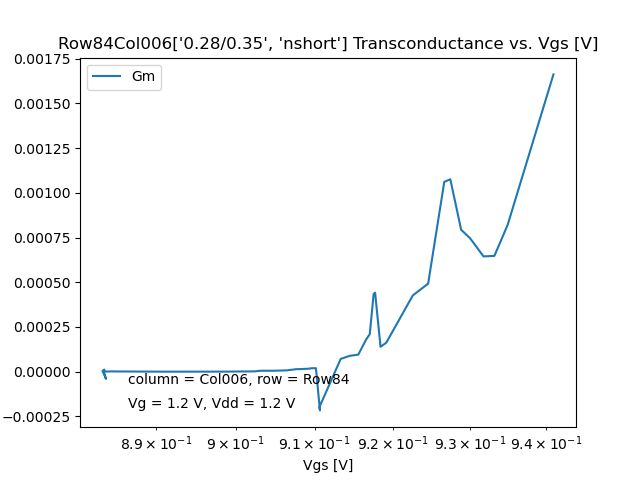 Row84Col006['0.28/0.35', 'nshort'] Transconductance vs. Vgs [V]
Gm
0.00175
0.00150
0.00125
0.00100
0.00075
0.00050
0.00025
0.00000
−0.00025
column = Col006, row = Row84
Vg = 1.2 V, Vdd = 1.2 V
8.9 × 10⁻¹ 9 × 10⁻¹ 9.1 × 10⁻¹ 9.2 × 10⁻¹ 9.3 × 10⁻¹ 9.4 × 10⁻¹
Vgs [V]